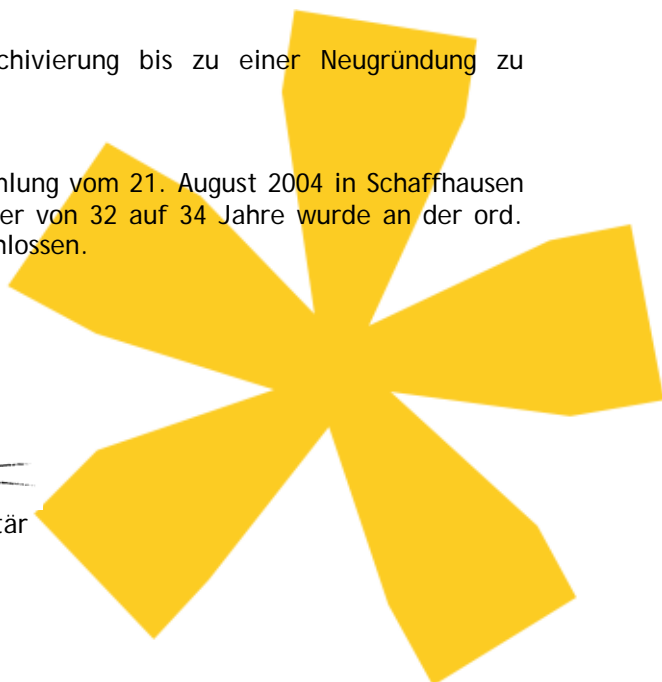 chivierung bis zu einer Neugründung zu
hlung vom 21. August 2004 in Schaffhausen
er von 32 auf 34 Jahre wurde an der ord.
hlossen.
tär